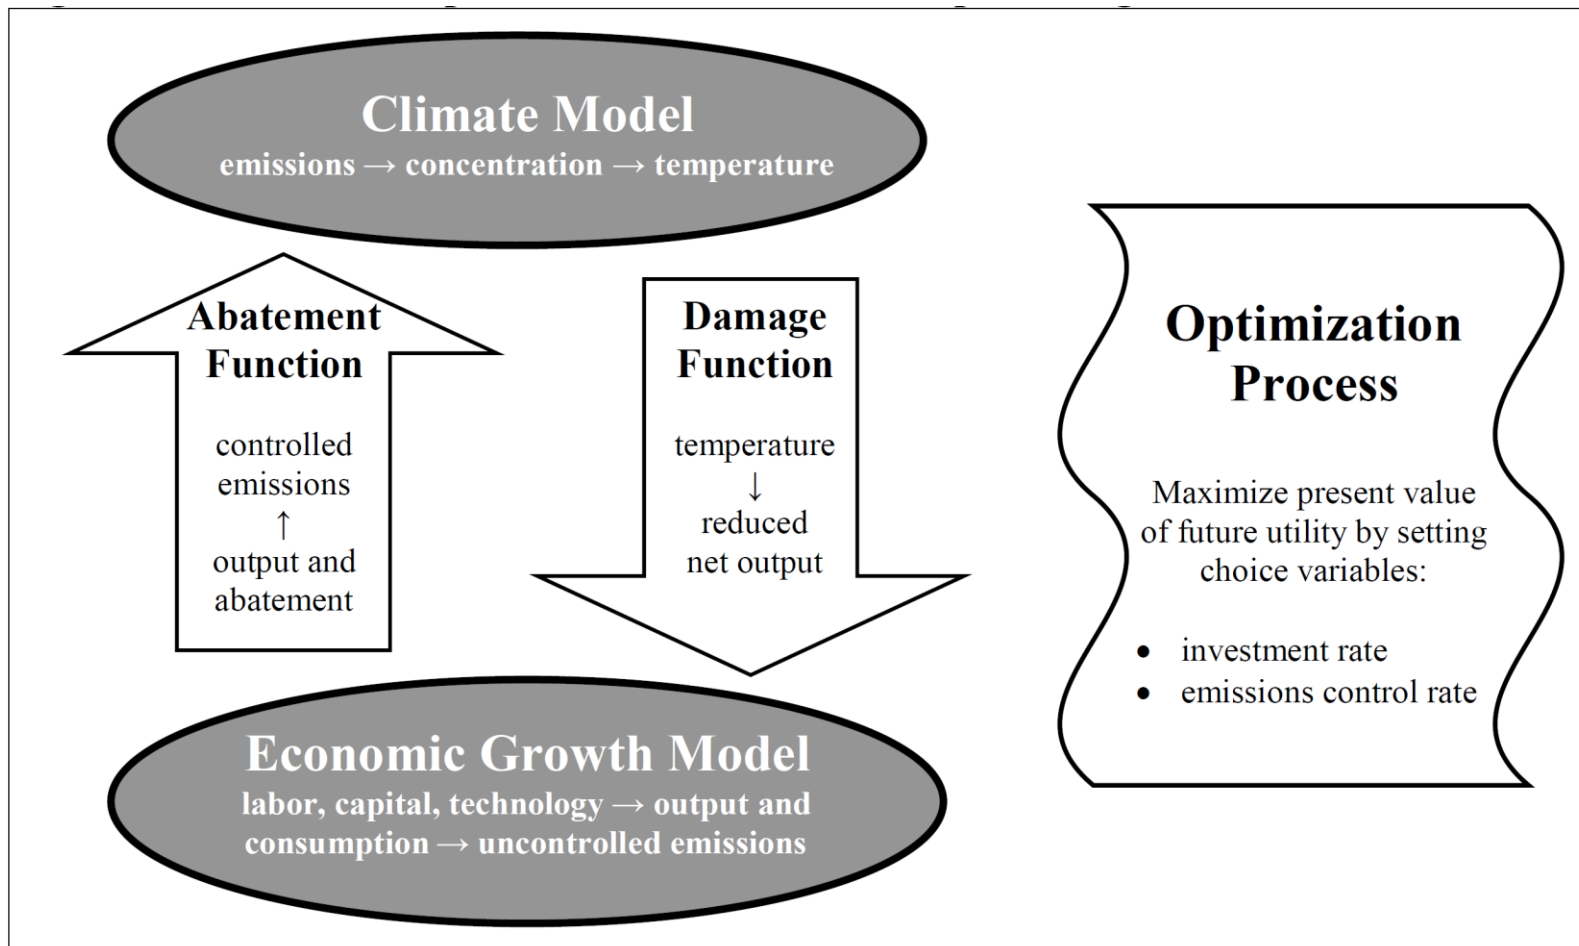 Climate Model
emissions → concentration → temperature
Abatement
Function
controlled
emissions
↑
output and
abatement
Damage
Function
temperature
↓
reduced
net output
Economic Growth Model
labor, capital, technology → output and
consumption → uncontrolled emissions
Optimization
Process
Maximize present value
of future utility by setting
choice variables:
• investment rate
• emissions control rate